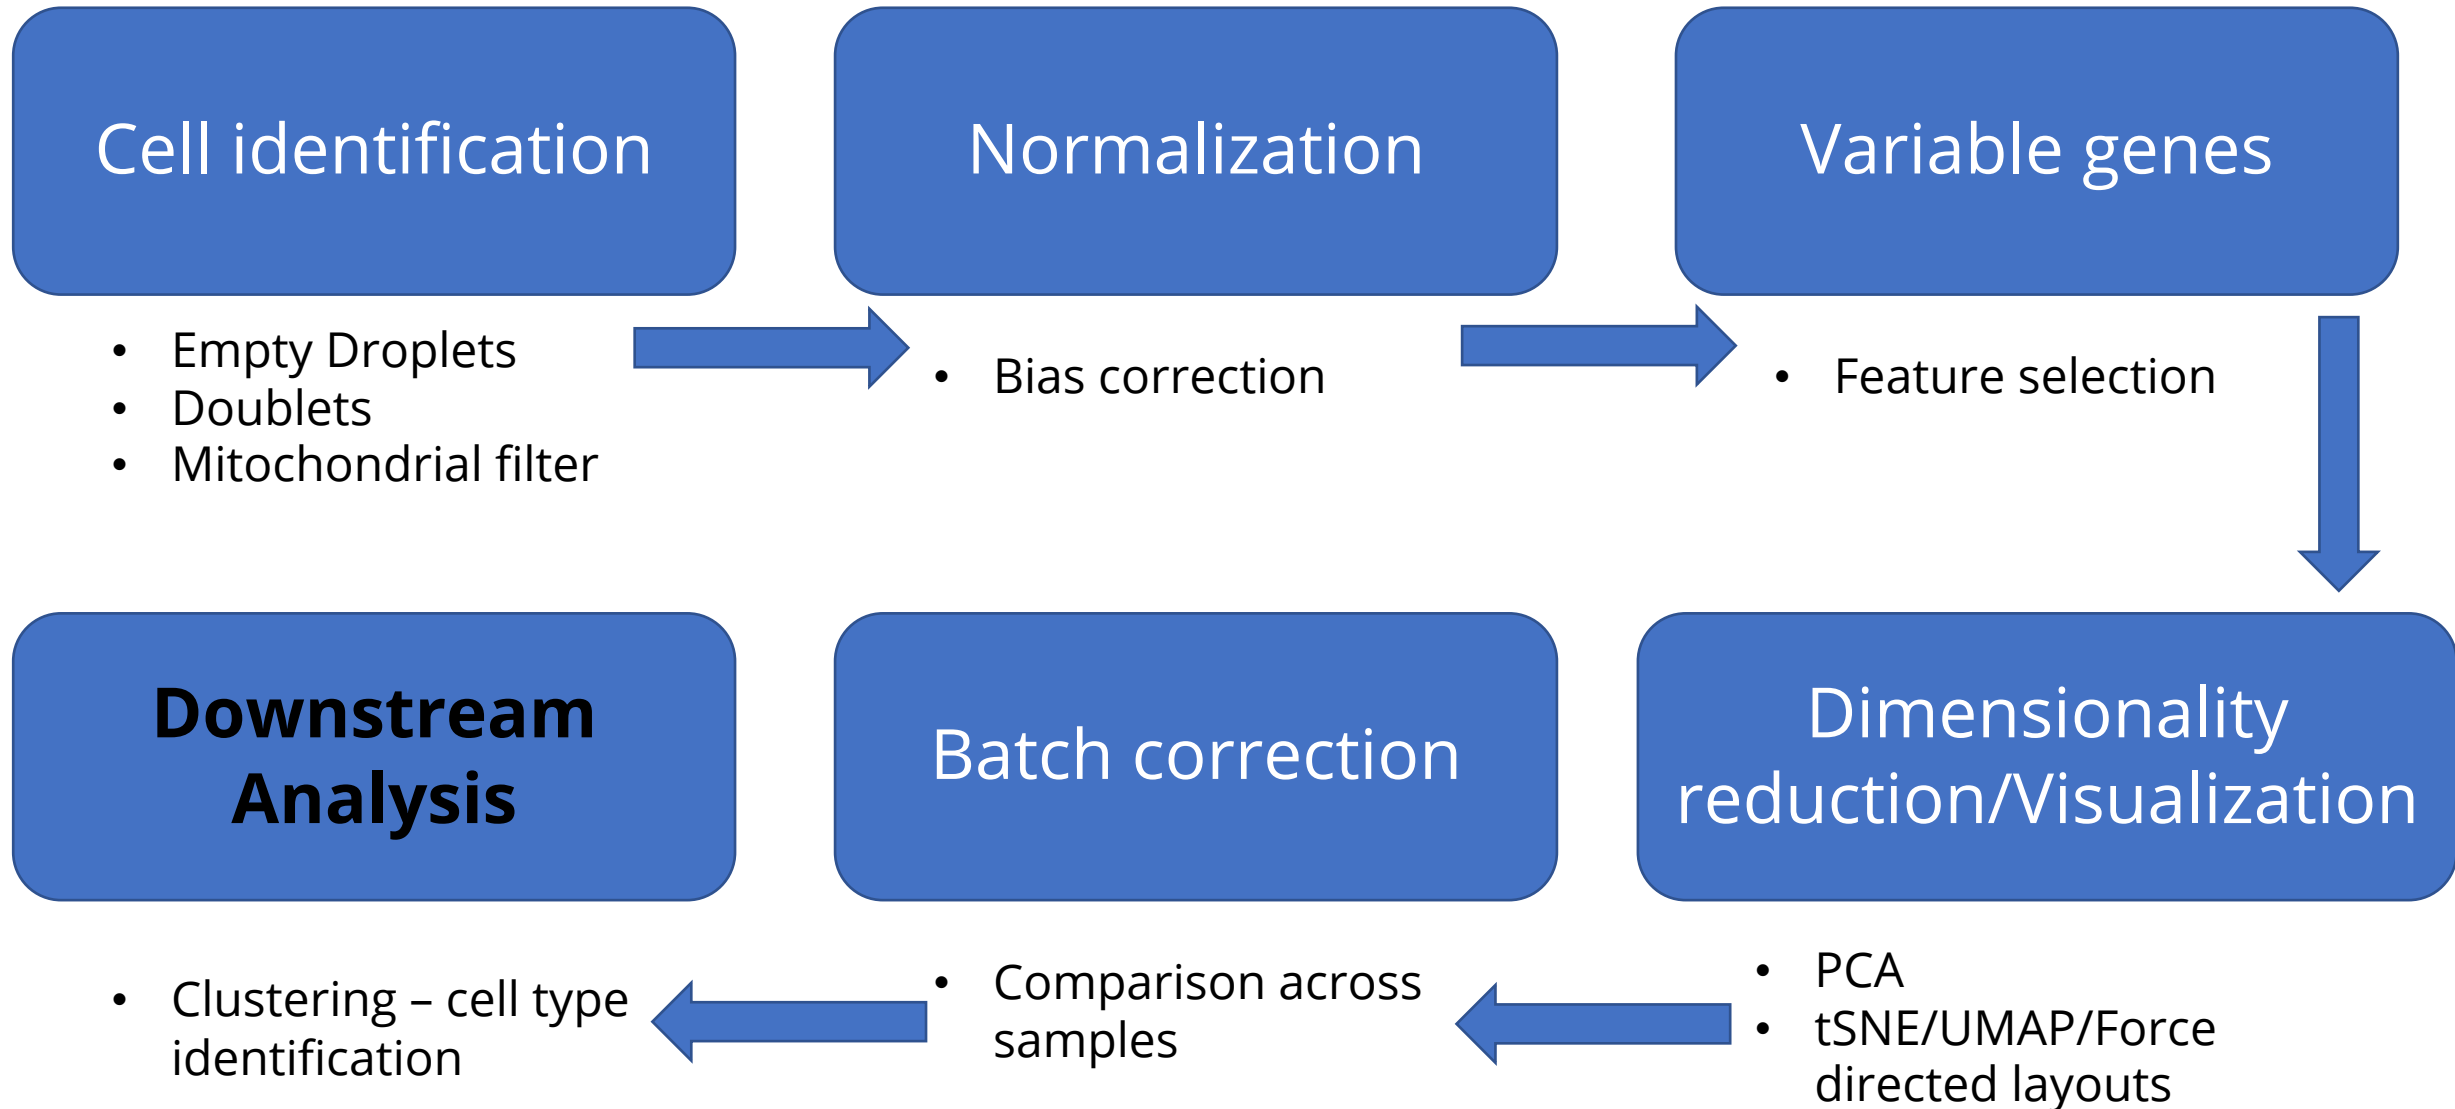 Cell identification
• Empty Droplets
• Doublets
• Mitochondrial filter
Normalization
• Bias correction
Variable genes
• Feature selection
Dimensionality
reduction/Visualization
• PCA
• tSNE/UMAP/Force
directed layouts
Batch correction
• Comparison across
samples
Downstream
Analysis
• Clustering – cell type
identification